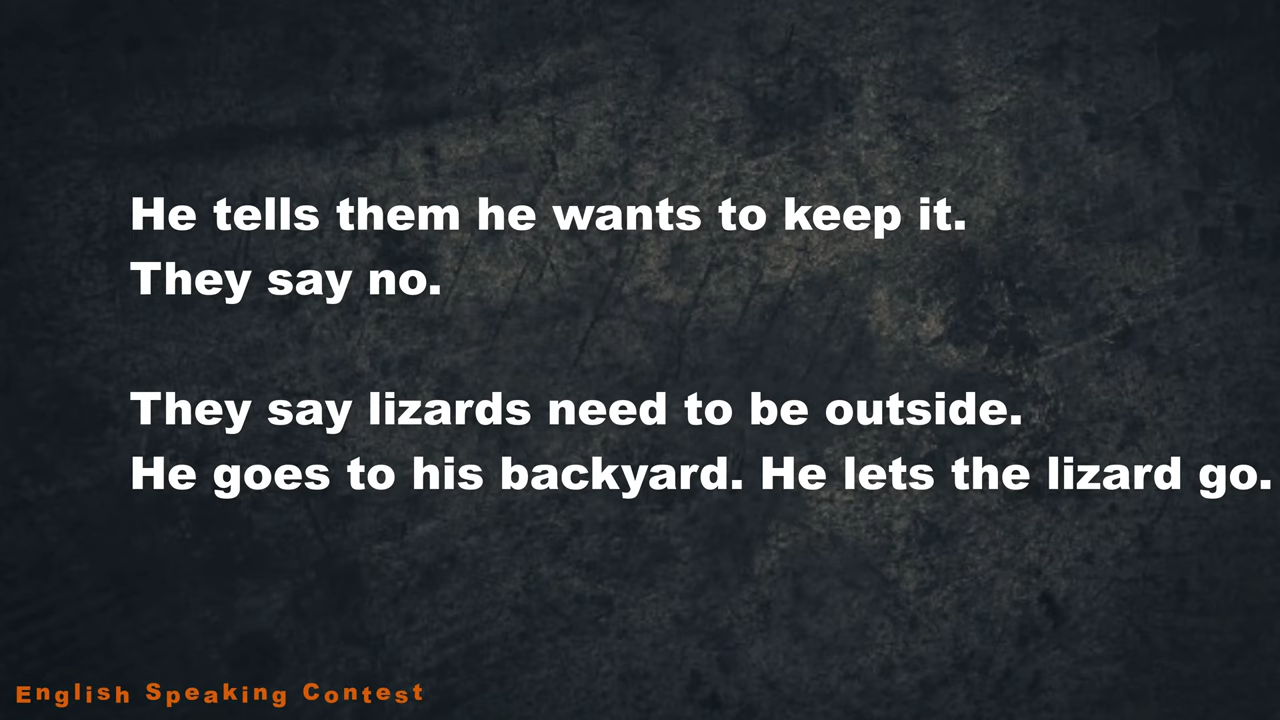 He tells them he wants to keep it.
They say no.
They say lizards need to be outside.
He goes to his backyard. He lets the lizard go.
English Speaking Contest